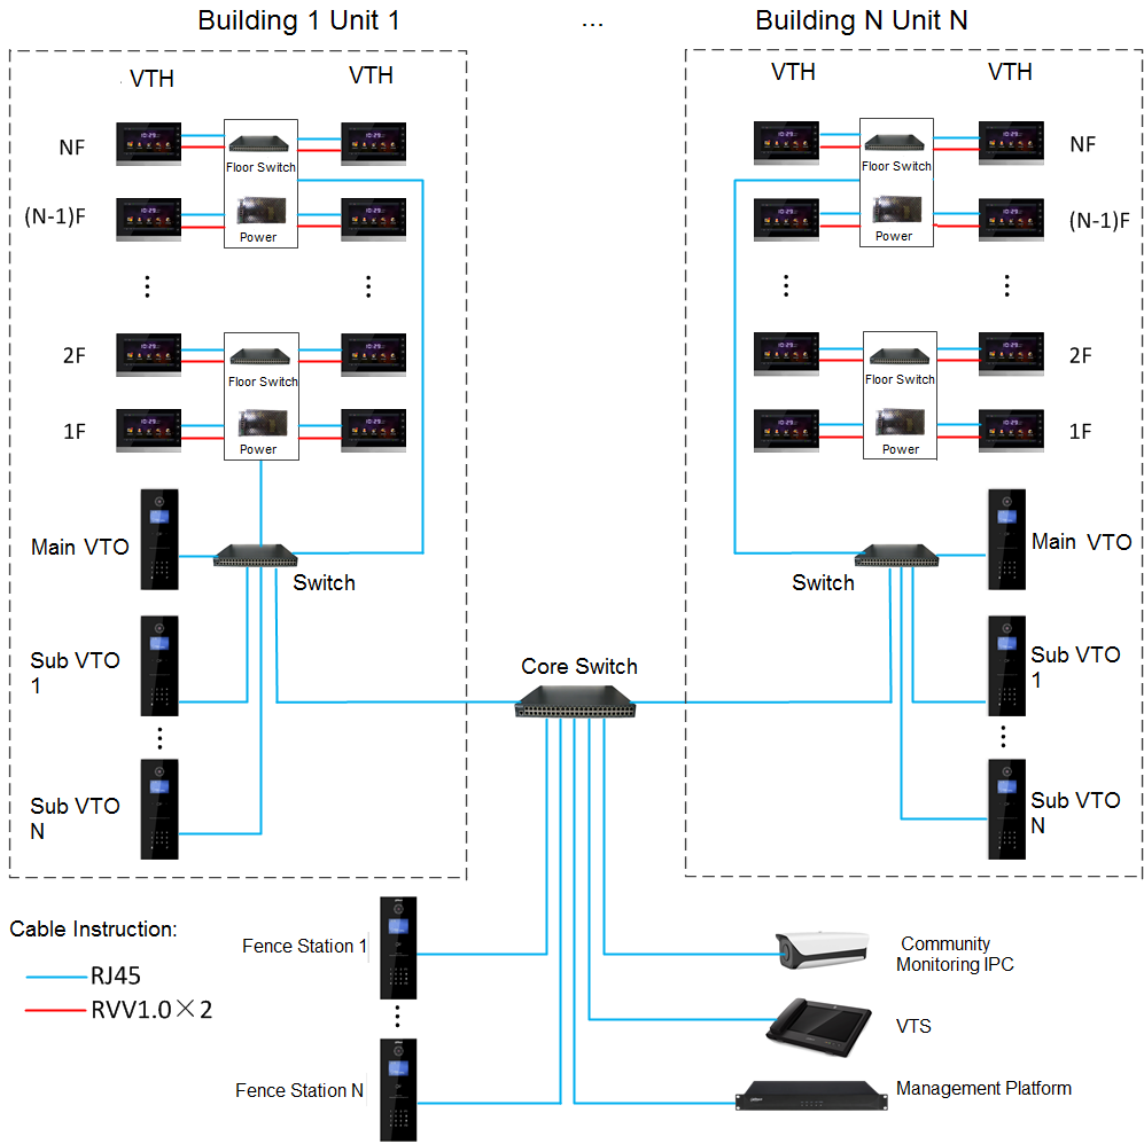 Building 1 Unit 1
...
Building N Unit N
VTH
VTH
VTH
VTH
NF
Floor Switch
Floor Switch
NF
(N-1)F
Power
Power
(N-1)F
2F
Floor Switch
Floor Switch
2F
1F
Power
Power
1F
Main VTO
Switch
Switch
Main VTO
Sub VTO
1
Core Switch
Sub VTO
1
Sub VTO
N
Sub VTO
N
Cable Instruction:
RJ45
RVV1.0×2
Fence Station 1
Fence Station N
Community
Monitoring IPC
VTS
Management Platform